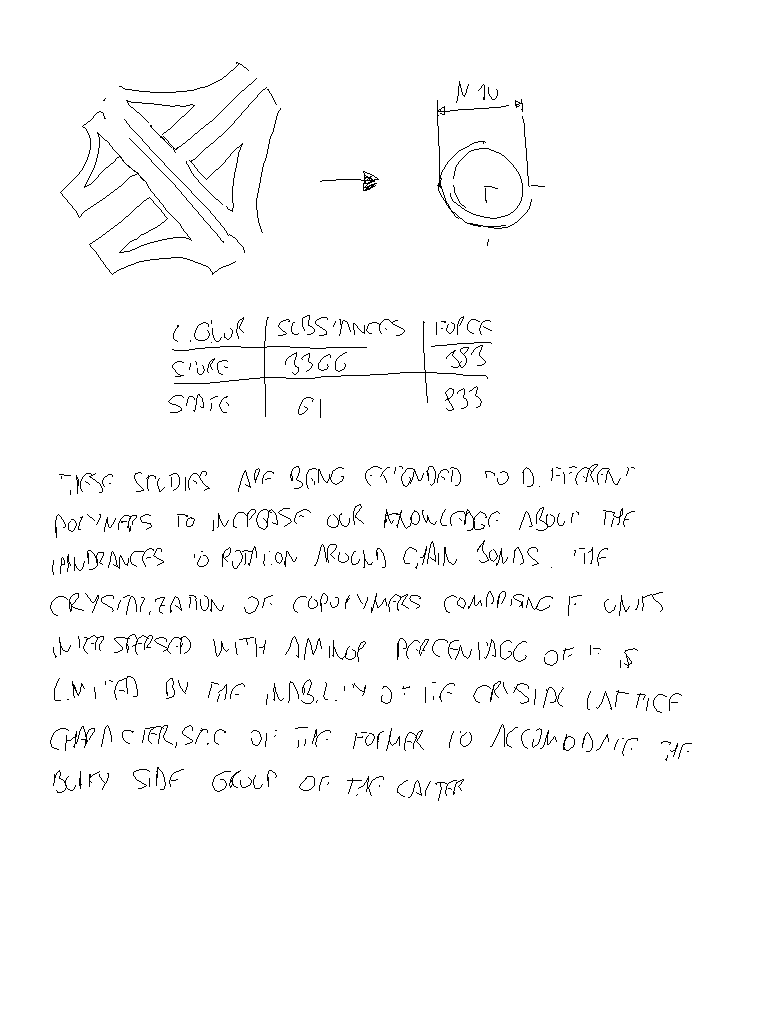 M 10
COLOUR SUBSTANCES FORCE
STORE 3366 383
STATE 61 833
THESE STUDIES ARE BEING EXTENDED TO DIFFERENT
POLYMERS TO INCREASE OUR KNOWLEDGE ABOUT THE
HINDRANCES TO ROTATION AROUND CHAIN BONDS. THE
CRYSTALIZATION OF COPOLYMERS COMPRISING F UNITS
INTERSPERSED WITH A MINOR PERCENTAGE OF IS
LIMITED BY THE INABILITY OF THE CRYSTAL LATTICE
CHARACTERISTIC OF THE FORMER TO ACCOMODATE THE
BULKY SIDE GROUP OF THE LATTER